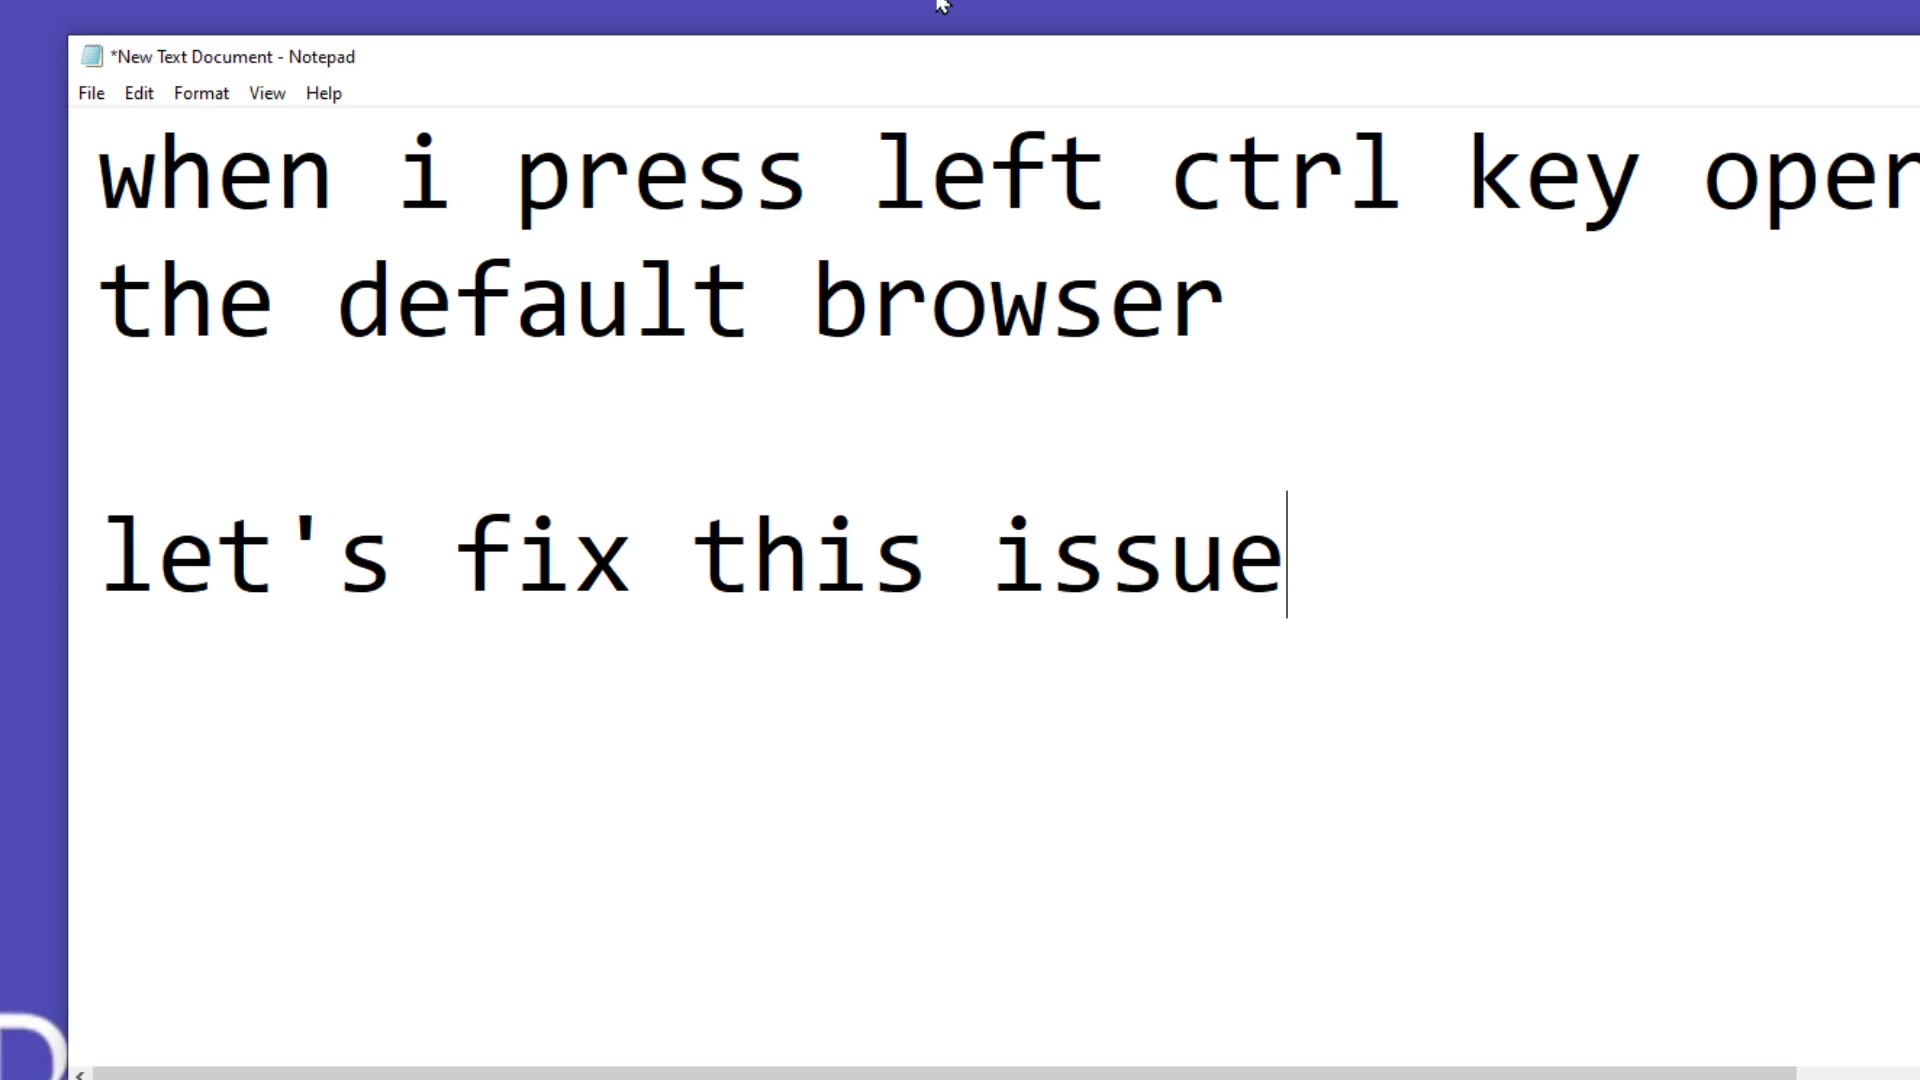 *New Text Document - Notepad
File Edit Format View Help
when i press left ctrl key open
the default browser
let's fix this issue